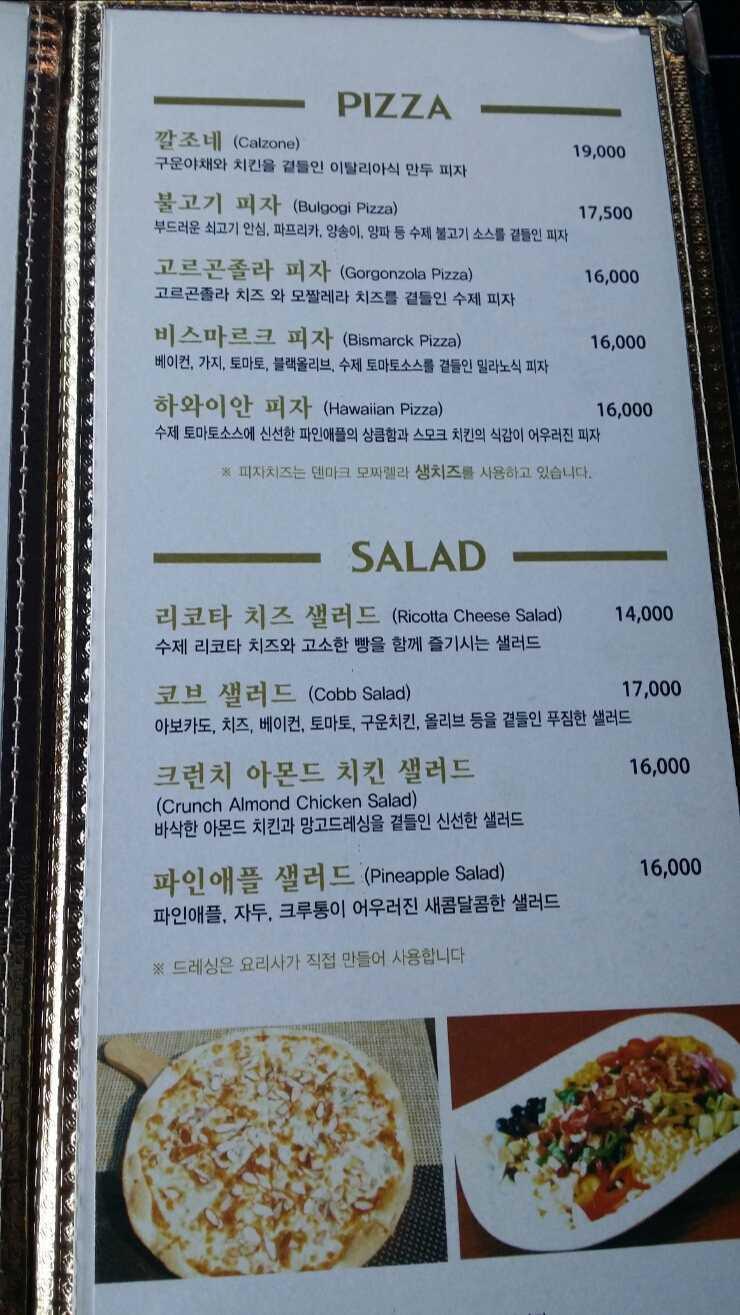 PIZZA
깔조네 (Calzone) 19,000
구운야채와 치킨을 곁들인 이탈리아식 만두 피자
불고기 피자 (Bulgogi Pizza) 17,500
부드러운 쇠고기 안심, 파프리카, 양송이, 양파 등 수제 불고기 소스를 곁들인 피자
고르곤졸라 피자 (Gorgonzola Pizza) 16,000
고르곤졸라 치즈 와 모짤레라 치즈를 곁들인 수제 피자
비스마르크 피자 (Bismarck Pizza) 16,000
베이컨, 가지, 토마토, 블랙올리브, 수제 토마토소스를 곁들인 밀라노식 피자
하와이안 피자 (Hawaiian Pizza) 16,000
수제 토마토소스에 신선한 파인애플의 상큼함과 스모크 치킨의 식감이 어우러진 피자
※ 피자치즈는 덴마크 모짜렐라 생치즈를 사용하고 있습니다.
SALAD
리코타 치즈 샐러드 (Ricotta Cheese Salad) 14,000
수제 리코타 치즈와 고소한 빵을 함께 즐기시는 샐러드
코브 샐러드 (Cobb Salad) 17,000
아보카도, 치즈, 베이컨, 토마토, 구운치킨, 올리브 등을 곁들인 푸짐한 샐러드
크런치 아몬드 치킨 샐러드 16,000
(Crunch Almond Chicken Salad)
바삭한 아몬드 치킨과 망고드레싱을 곁들인 신선한 샐러드
파인애플 샐러드 (Pineapple Salad) 16,000
파인애플, 자두, 크루통이 어우러진 새콤달콤한 샐러드
※ 드레싱은 요리사가 직접 만들어 사용합니다